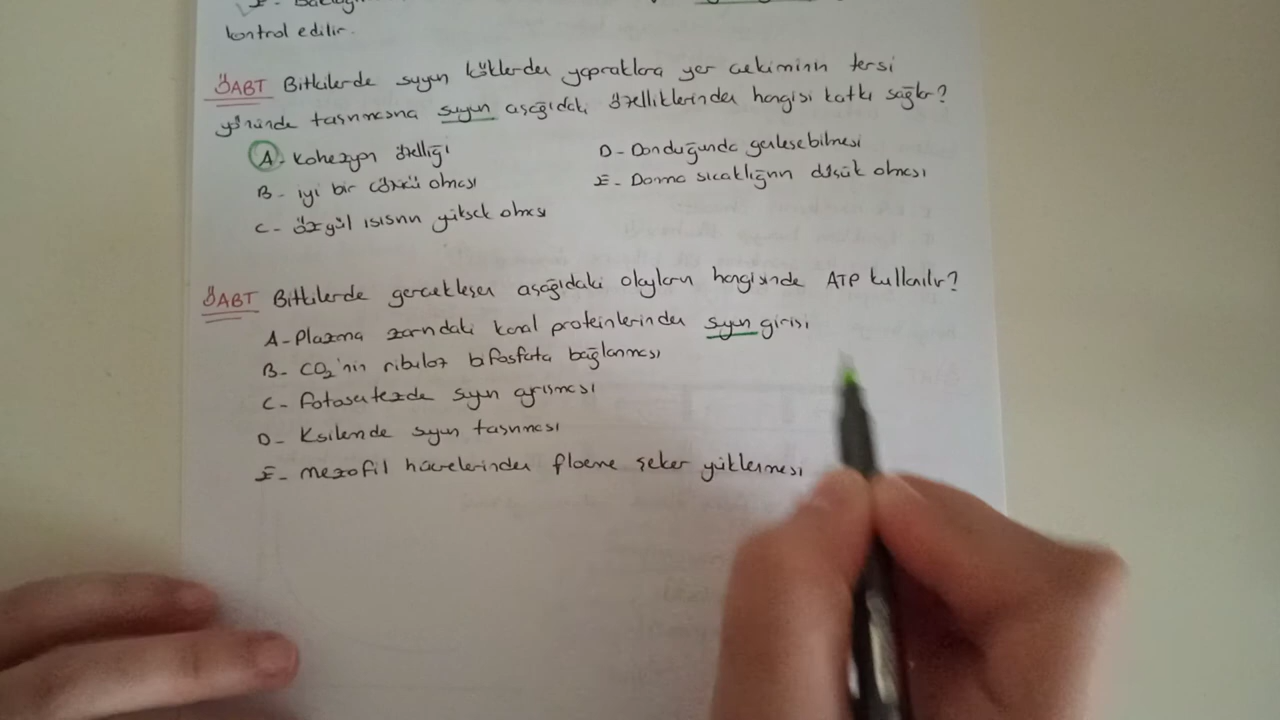 kontrol edilir.
ÖABT Bitkilerde suyun köklerden yapraklara yer çekiminin tersi
yönünde taşınmasına suyun aşağıdaki özelliklerinden hangisi katkı sağlar?
A- Kohezyon özelliği
B- iyi bir çözücü olması
C- özgül ısısının yüksek olması
D- Donduğunda genleşebilmesi
E- Donma sıcaklığının düşük olması
ÖABT Bitkilerde gerçekleşen aşağıdaki olayların hangisinde ATP kullanılır?
A- Plazma zarındaki kanal proteinlerinden suyun girişi
B- CO₂'nin ribuloz bifosfata bağlanması
C- Fotosentezde suyun ayrışması
D- Ksilemde suyun taşınması
E- Mezofil hücrelerinden floeme şeker yüklenmesi